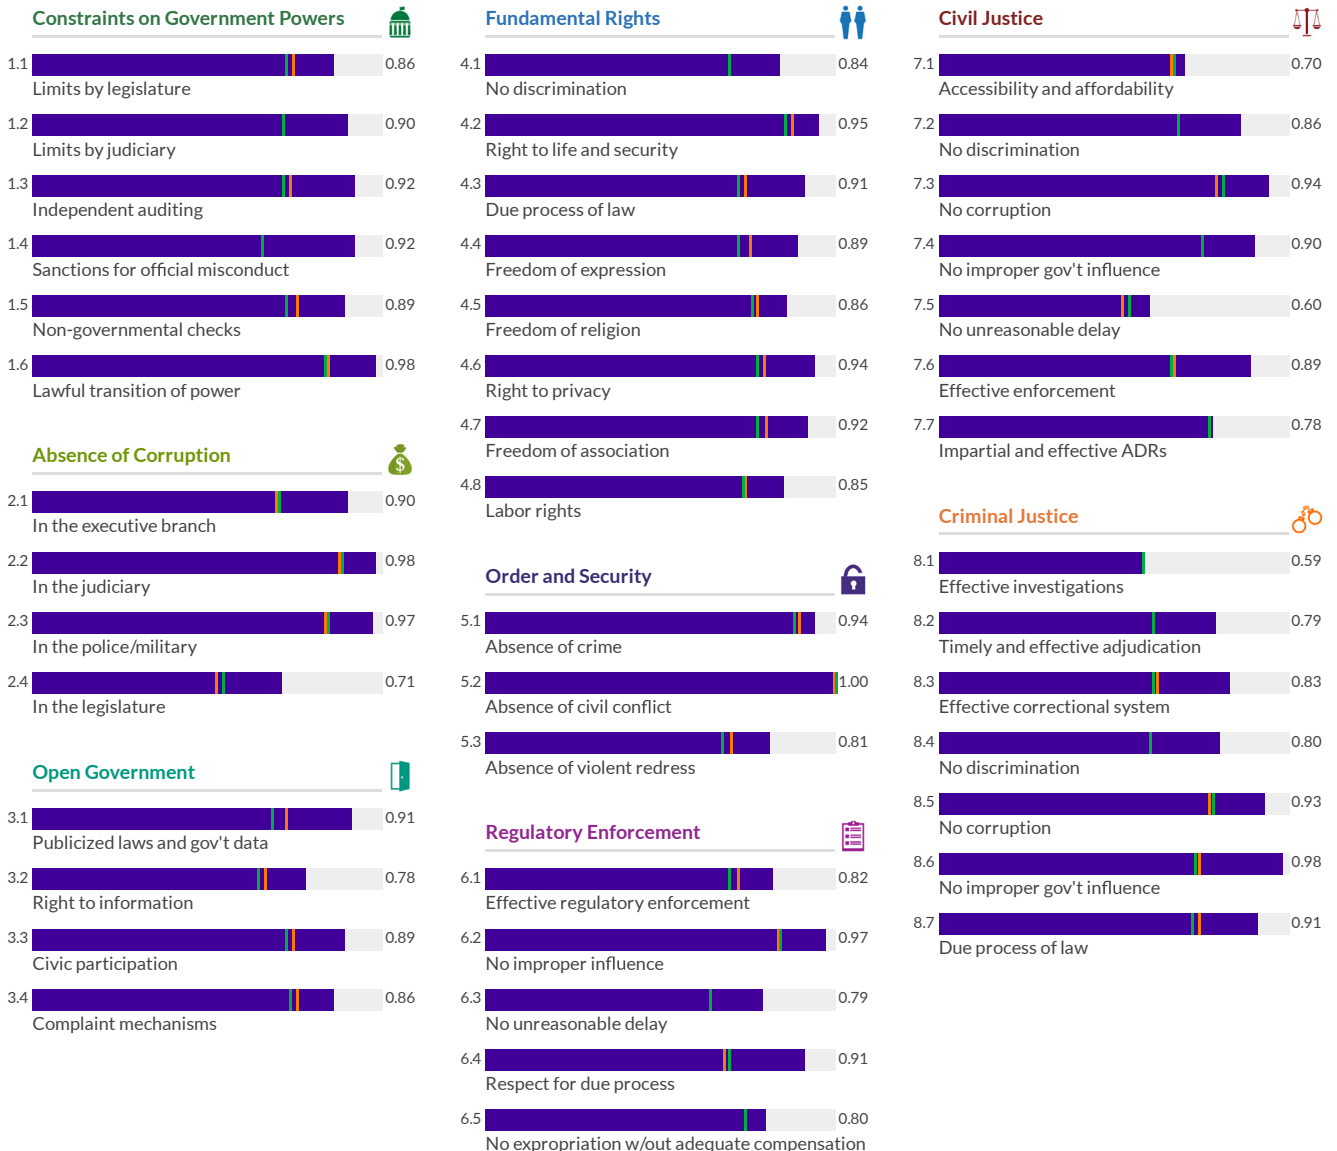 Constraints on Government Powers
1.1 0.86
Limits by legislature
1.2 0.90
Limits by judiciary
1.3 0.92
Independent auditing
1.4 0.92
Sanctions for official misconduct
1.5 0.89
Non-governmental checks
1.6 0.98
Lawful transition of power
Absence of Corruption
$
2.1 0.90
In the executive branch
2.2 0.98
In the judiciary
2.3 0.97
In the police/military
2.4 0.71
In the legislature
Open Government
3.1 0.91
Publicized laws and gov't data
3.2 0.78
Right to information
3.3 0.89
Civic participation
3.4 0.86
Complaint mechanisms
Fundamental Rights
4.1 0.84
No discrimination
4.2 0.95
Right to life and security
4.3 0.91
Due process of law
4.4 0.89
Freedom of expression
4.5 0.86
Freedom of religion
4.6 0.94
Right to privacy
4.7 0.92
Freedom of association
4.8 0.85
Labor rights
Order and Security
5.1 0.94
Absence of crime
5.2 1.00
Absence of civil conflict
5.3 0.81
Absence of violent redress
Regulatory Enforcement
6.1 0.82
Effective regulatory enforcement
6.2 0.97
No improper influence
6.3 0.79
No unreasonable delay
6.4 0.91
Respect for due process
6.5 0.80
No expropriation w/out adequate compensation
Civil Justice
7.1 0.70
Accessibility and affordability
7.2 0.86
No discrimination
7.3 0.94
No corruption
7.4 0.90
No improper gov't influence
7.5 0.60
No unreasonable delay
7.6 0.89
Effective enforcement
7.7 0.78
Impartial and effective ADRs
Criminal Justice
8.1 0.59
Effective investigations
8.2 0.79
Timely and effective adjudication
8.3 0.83
Effective correctional system
8.4 0.80
No discrimination
8.5 0.93
No corruption
8.6 0.98
No improper gov't influence
8.7 0.91
Due process of law